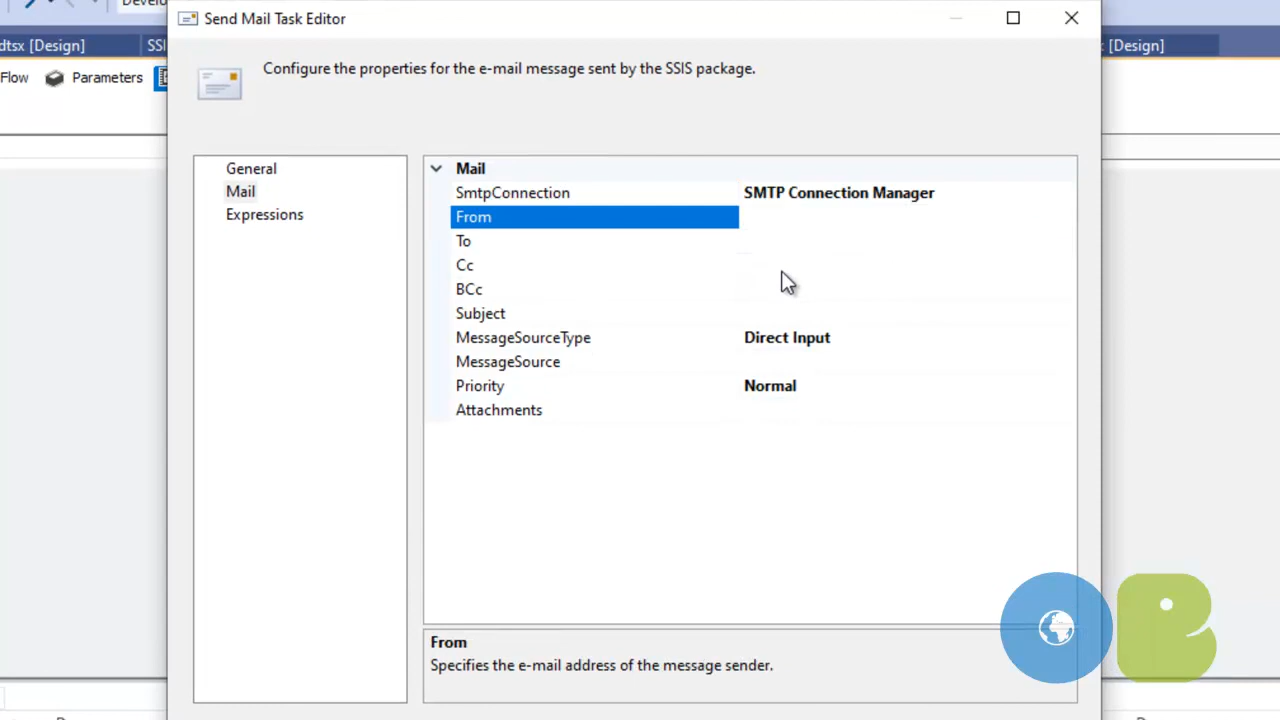 Develo
Send Mail Task Editor
dtsx [Design]
SSI
[Design]
Flow
Parameters
Configure the properties for the e-mail message sent by the SSIS package.
General
Mail
Expressions
Mail
SmtpConnection SMTP Connection Manager
From
To
Cc
BCc
Subject
MessageSourceType Direct Input
MessageSource
Priority Normal
Attachments
From
Specifies the e-mail address of the message sender.
B